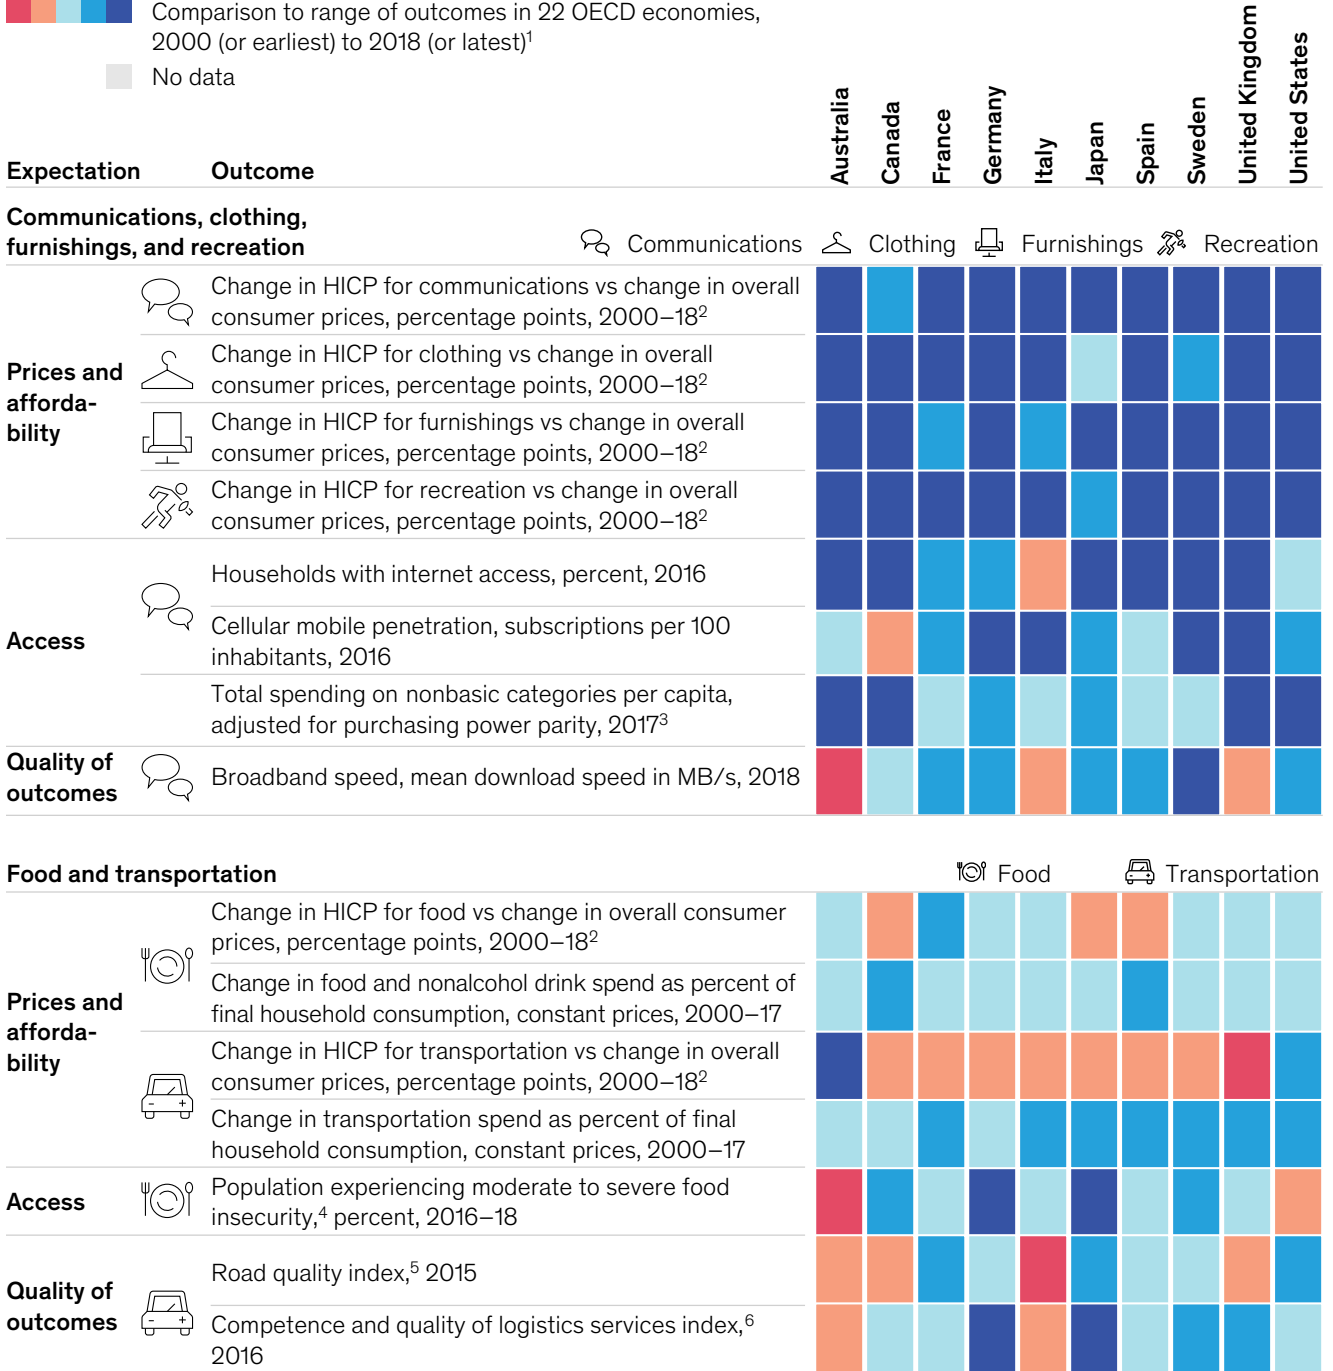 Comparison to range of outcomes in 22 OECD economies,
2000 (or earliest) to 2018 (or latest)¹
No data
Expectation
Outcome
Australia
Canada
France
Germany
Italy
Japan
Spain
Sweden
United Kingdom
United States
Communications, clothing,
furnishings, and recreation
Communications
Clothing
Furnishings
Recreation
Prices and
afforda-
bility
Change in HICP for communications vs change in overall
consumer prices, percentage points, 2000–18²
Change in HICP for clothing vs change in overall
consumer prices, percentage points, 2000–18²
Change in HICP for furnishings vs change in overall
consumer prices, percentage points, 2000–18²
Change in HICP for recreation vs change in overall
consumer prices, percentage points, 2000–18²
Access
Households with internet access, percent, 2016
Cellular mobile penetration, subscriptions per 100
inhabitants, 2016
Total spending on nonbasic categories per capita,
adjusted for purchasing power parity, 2017³
Quality of
outcomes
Broadband speed, mean download speed in MB/s, 2018
Food and transportation
Food
Transportation
Prices and
afforda-
bility
Change in HICP for food vs change in overall consumer
prices, percentage points, 2000–18²
Change in food and nonalcohol drink spend as percent of
final household consumption, constant prices, 2000–17
Change in HICP for transportation vs change in overall
consumer prices, percentage points, 2000–18²
Change in transportation spend as percent of final
household consumption, constant prices, 2000–17
Access
Population experiencing moderate to severe food
insecurity,⁴ percent, 2016–18
Quality of
outcomes
Road quality index,⁵ 2015
Competence and quality of logistics services index,⁶
2016